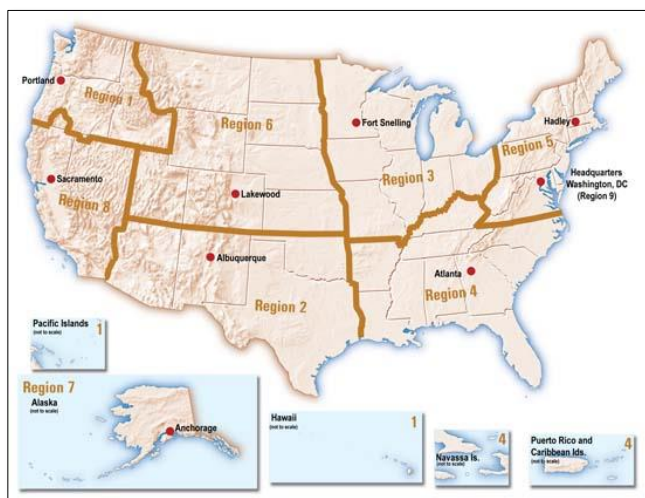 Portland
Region 1
Region 6
Fort Snelling
Hadley
Region 5
Headquarters
Washington, DC
(Region 9)
Sacramento
Region 8
Lakewood
Region 3
Albuquerque
Region 2
Atlanta
Region 4
Pacific Islands
(not to scale)
1
Region 7
Alaska
(not to scale)
Anchorage
Hawaii
(not to scale)
1
4
Navassa Is.
(not to scale)
Puerto Rico and
Caribbean Ids.
(not to scale)
4